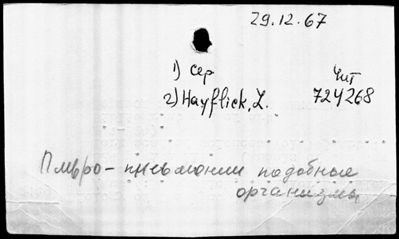 29.12.67
1) сер Чит
2) Hayflick, L. 724268
Плевро-пневмонии подобные
организмы